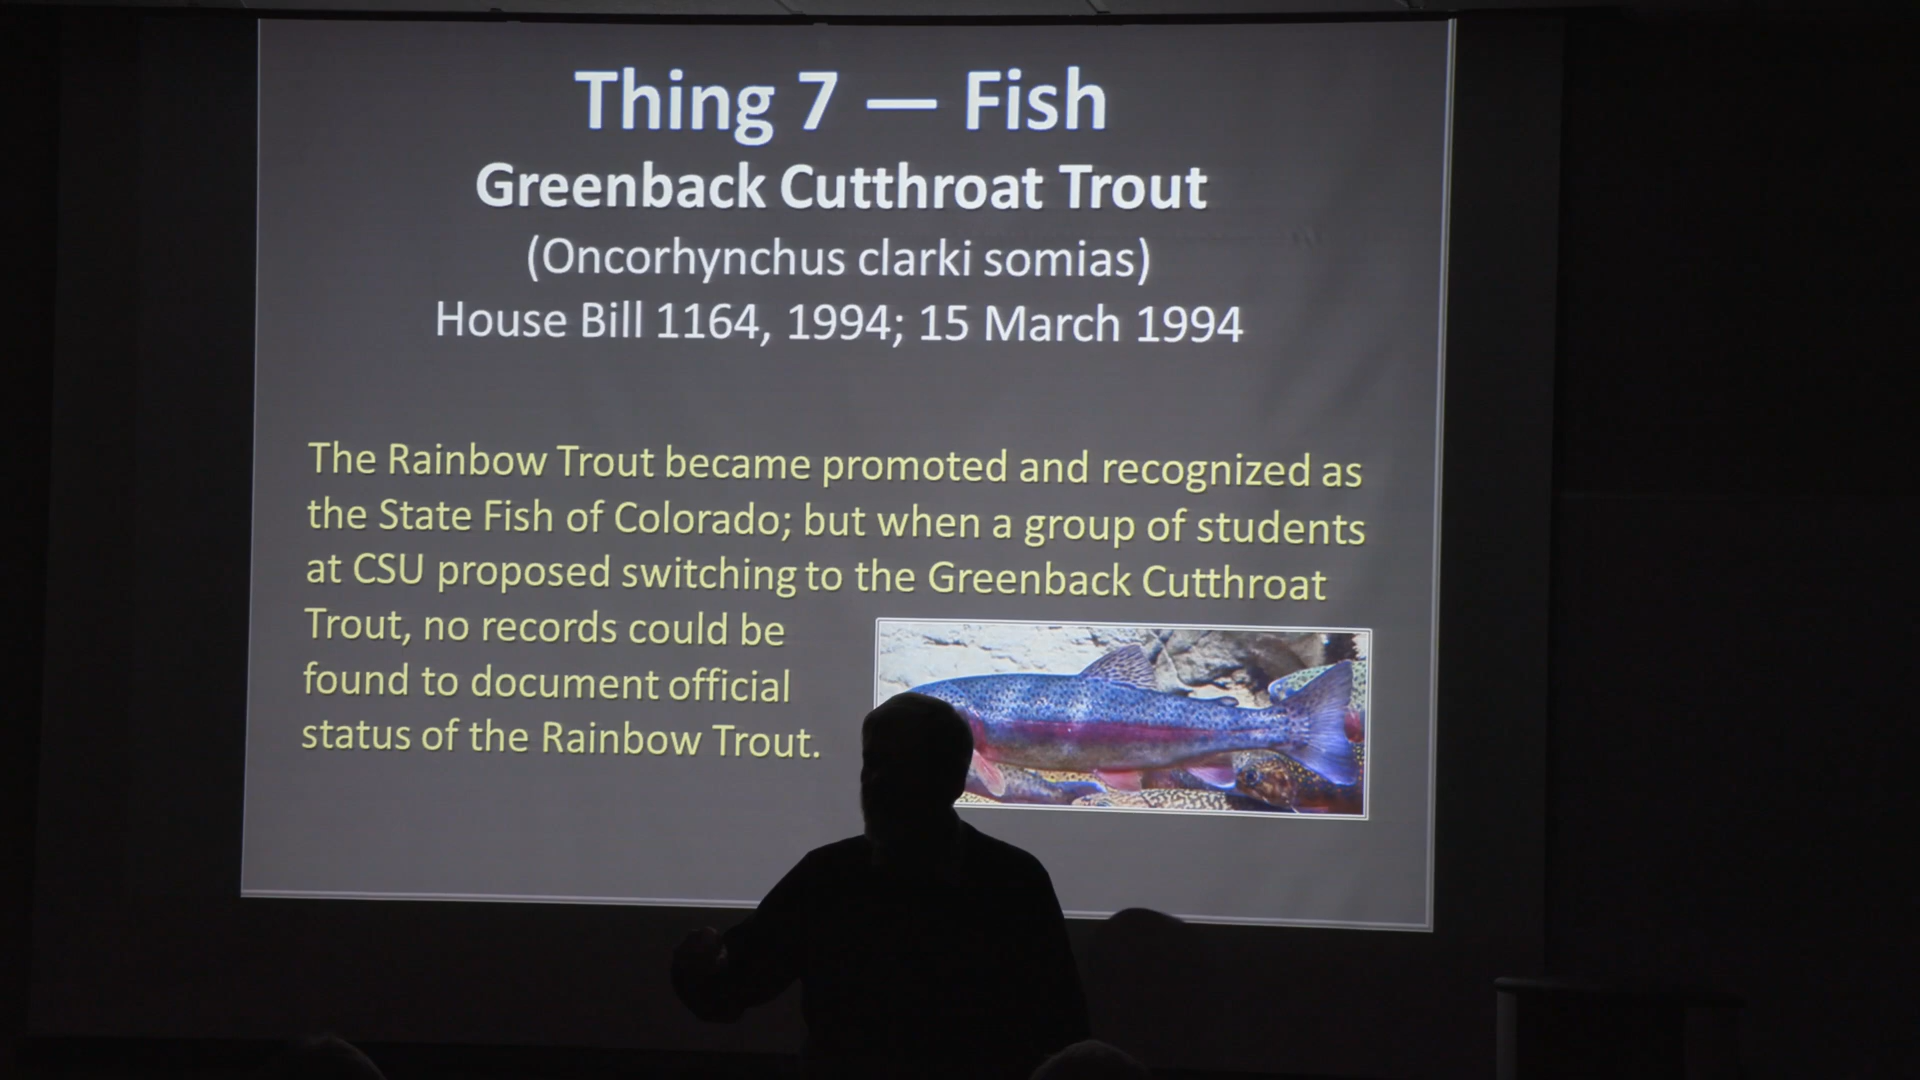 Thing 7 — Fish
Greenback Cutthroat Trout
(Oncorhynchus clarki somias)
House Bill 1164, 1994; 15 March 1994
The Rainbow Trout became promoted and recognized as
the State Fish of Colorado; but when a group of students
at CSU proposed switching to the Greenback Cutthroat
Trout, no records could be
found to document official
status of the Rainbow Trout.